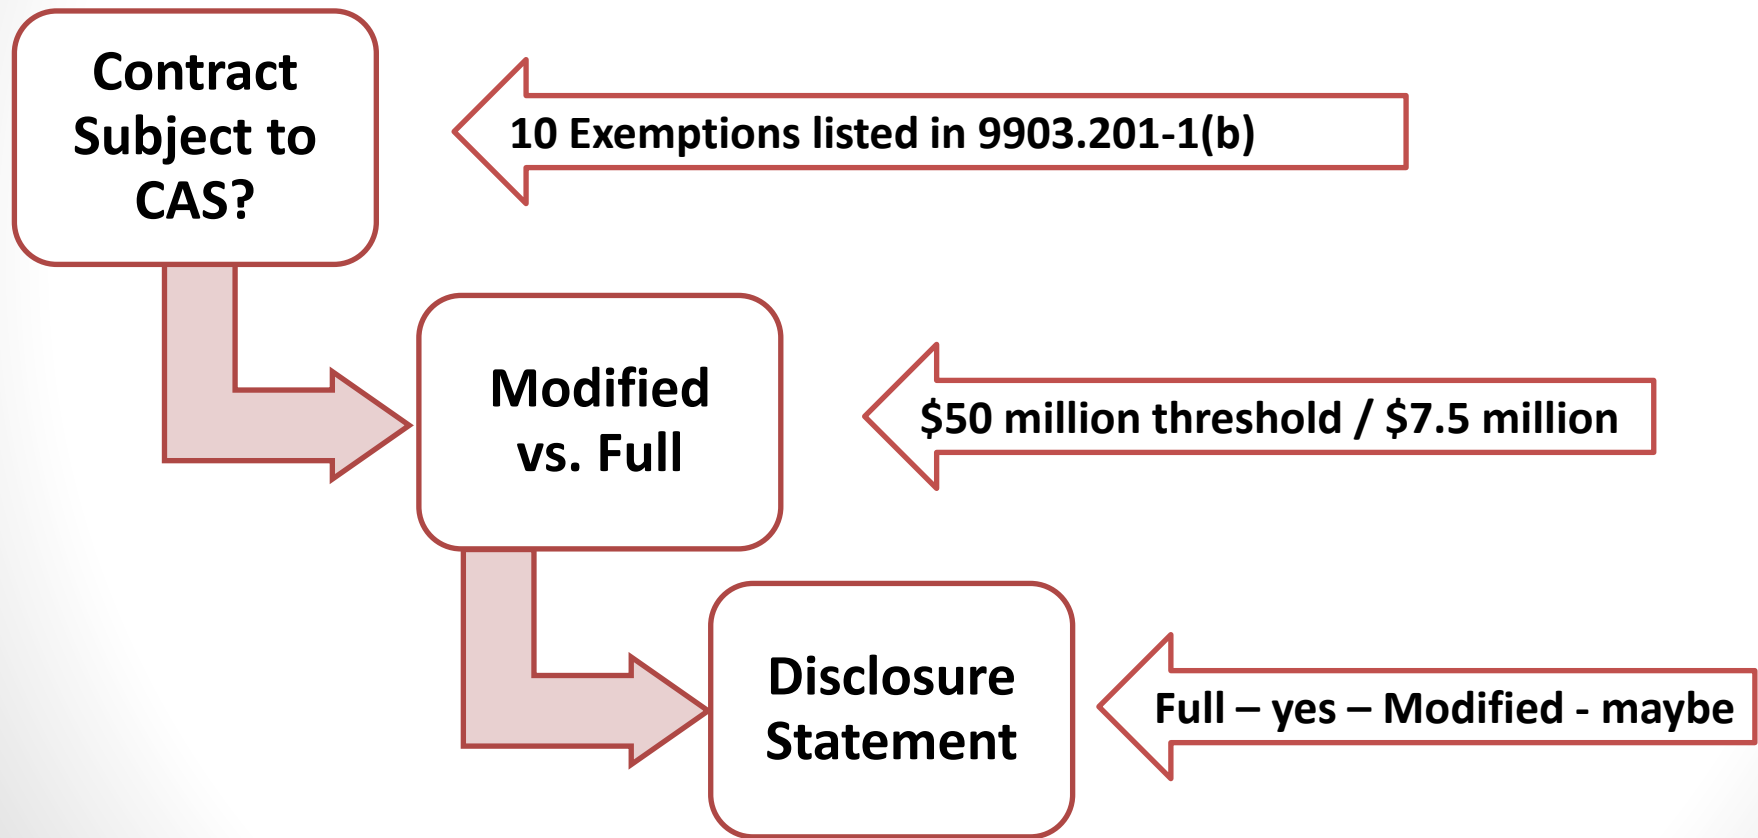 Contract
Subject to
CAS?
10 Exemptions listed in 9903.201-1(b)
Modified
vs. Full
$50 million threshold / $7.5 million
Disclosure
Statement
Full – yes – Modified - maybe